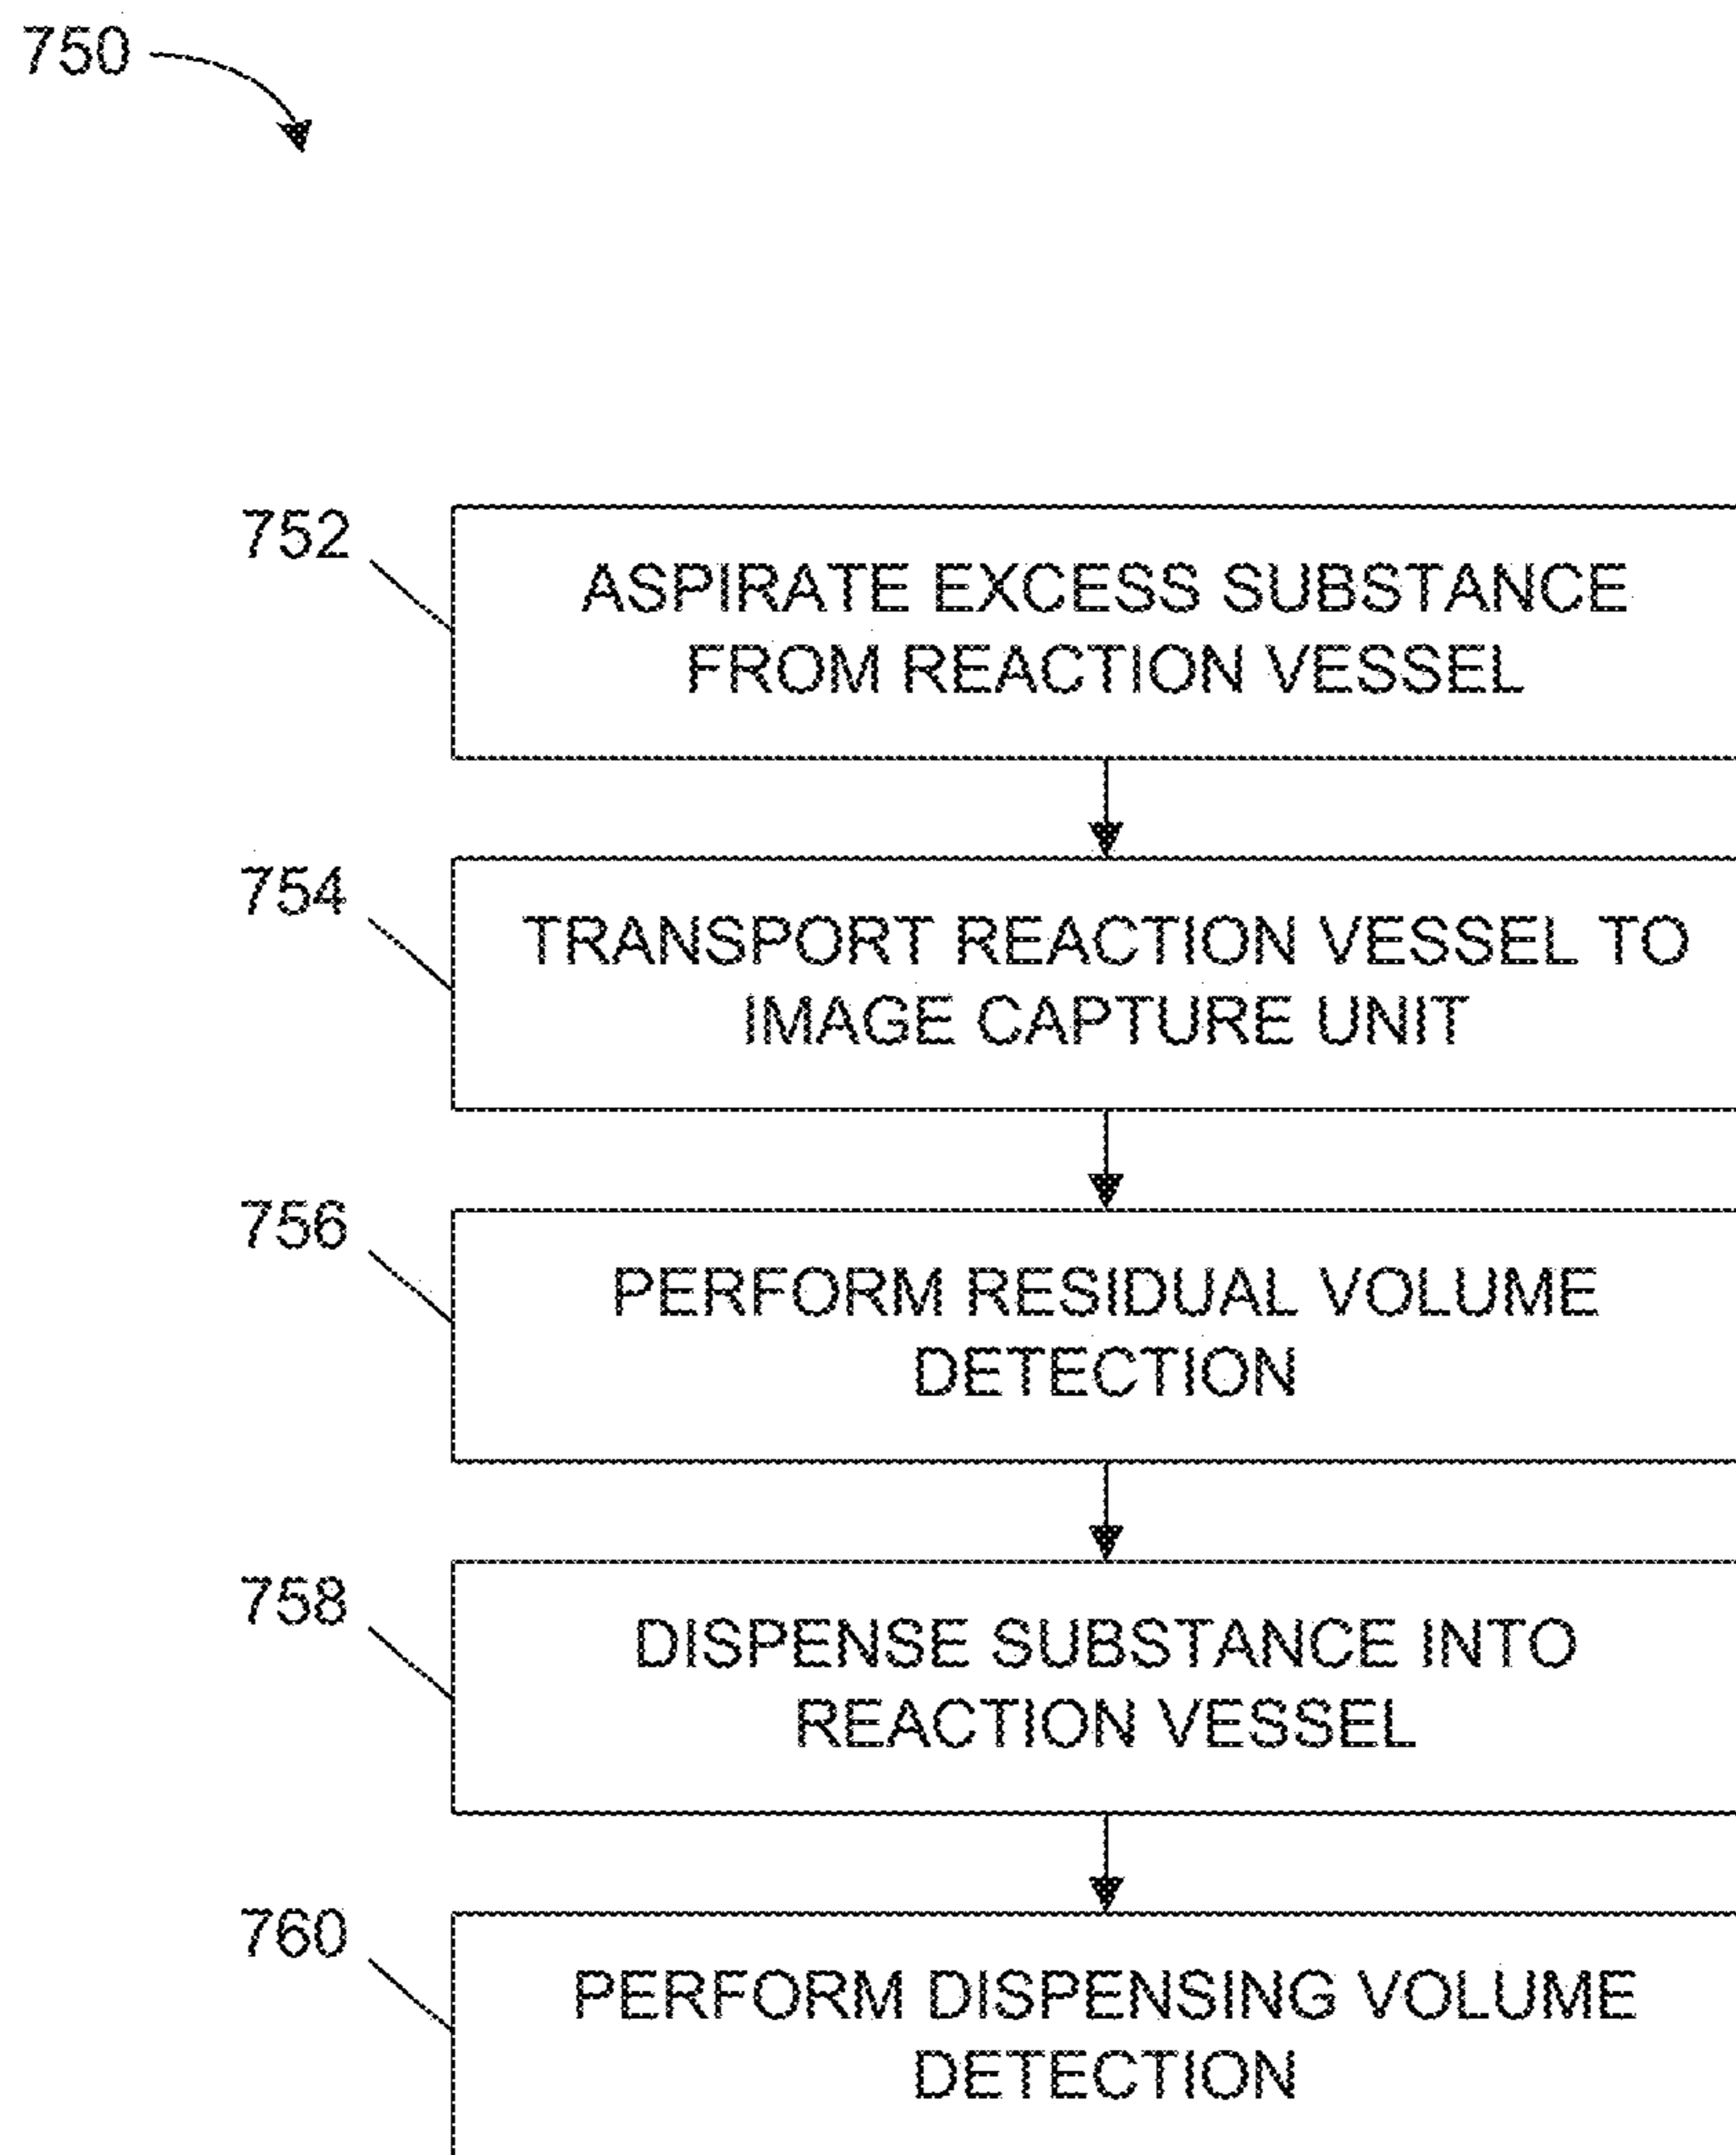 750
752
ASPIRATE EXCESS SUBSTANCE
FROM REACTION VESSEL
754
TRANSPORT REACTION VESSEL TO
IMAGE CAPTURE UNIT
756
PERFORM RESIDUAL VOLUME
DETECTION
758
DISPENSE SUBSTANCE INTO
REACTION VESSEL
760
PERFORM DISPENSING VOLUME
DETECTION